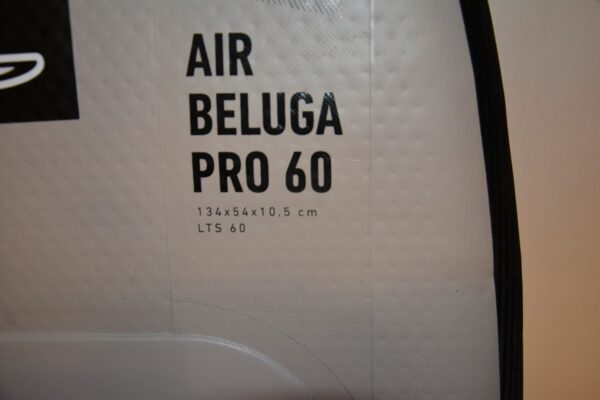 AIR
BELUGA
PRO 60
134x54x10,5 cm
LTS 60